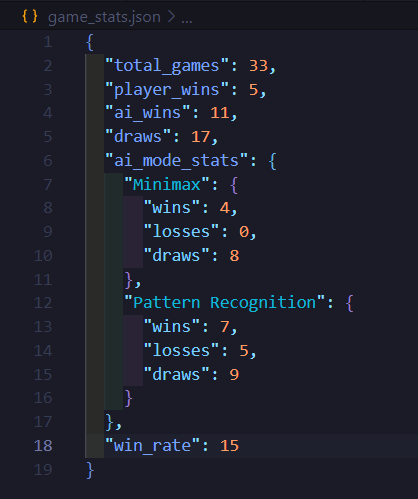 {} game_stats.json > ...
1 {
2 "total_games": 33,
3 "player_wins": 5,
4 "ai_wins": 11,
5 "draws": 17,
6 "ai_mode_stats": {
7 "Minimax": {
8 "wins": 4,
9 "losses": 0,
10 "draws": 8
11 },
12 "Pattern Recognition": {
13 "wins": 7,
14 "losses": 5,
15 "draws": 9
16 }
17 },
18 "win_rate": 15
19 }